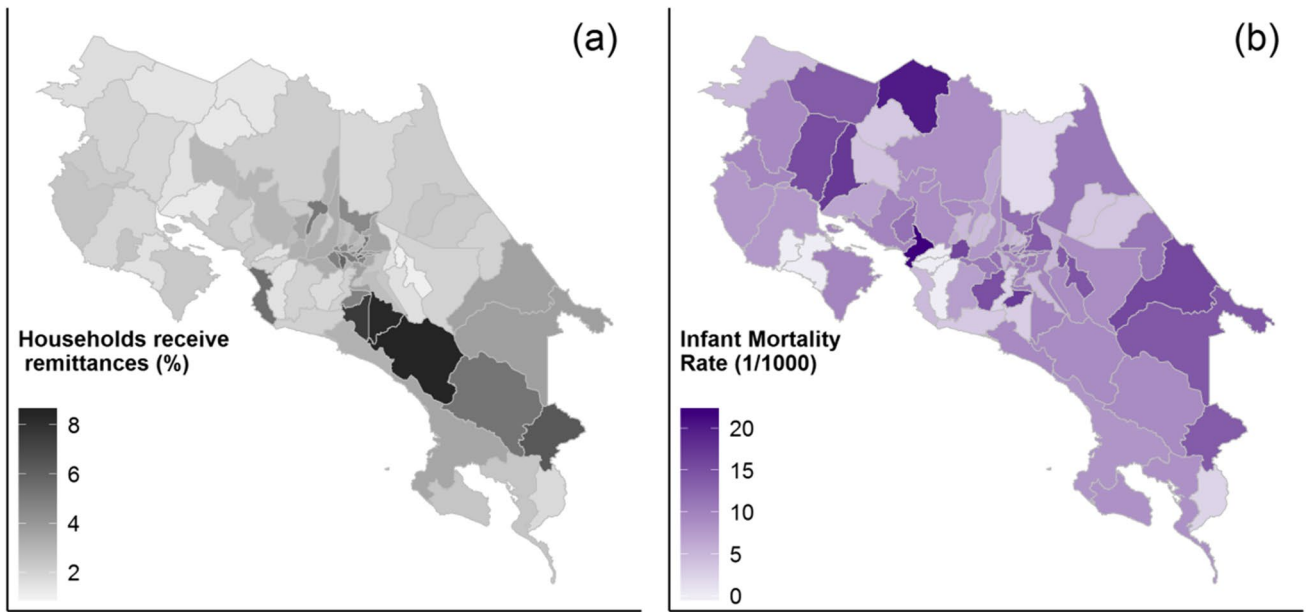 (a)
Households receive
remittances (%)
8
6
4
2
(b)
Infant Mortality
Rate (1/1000)
20
15
10
5
0